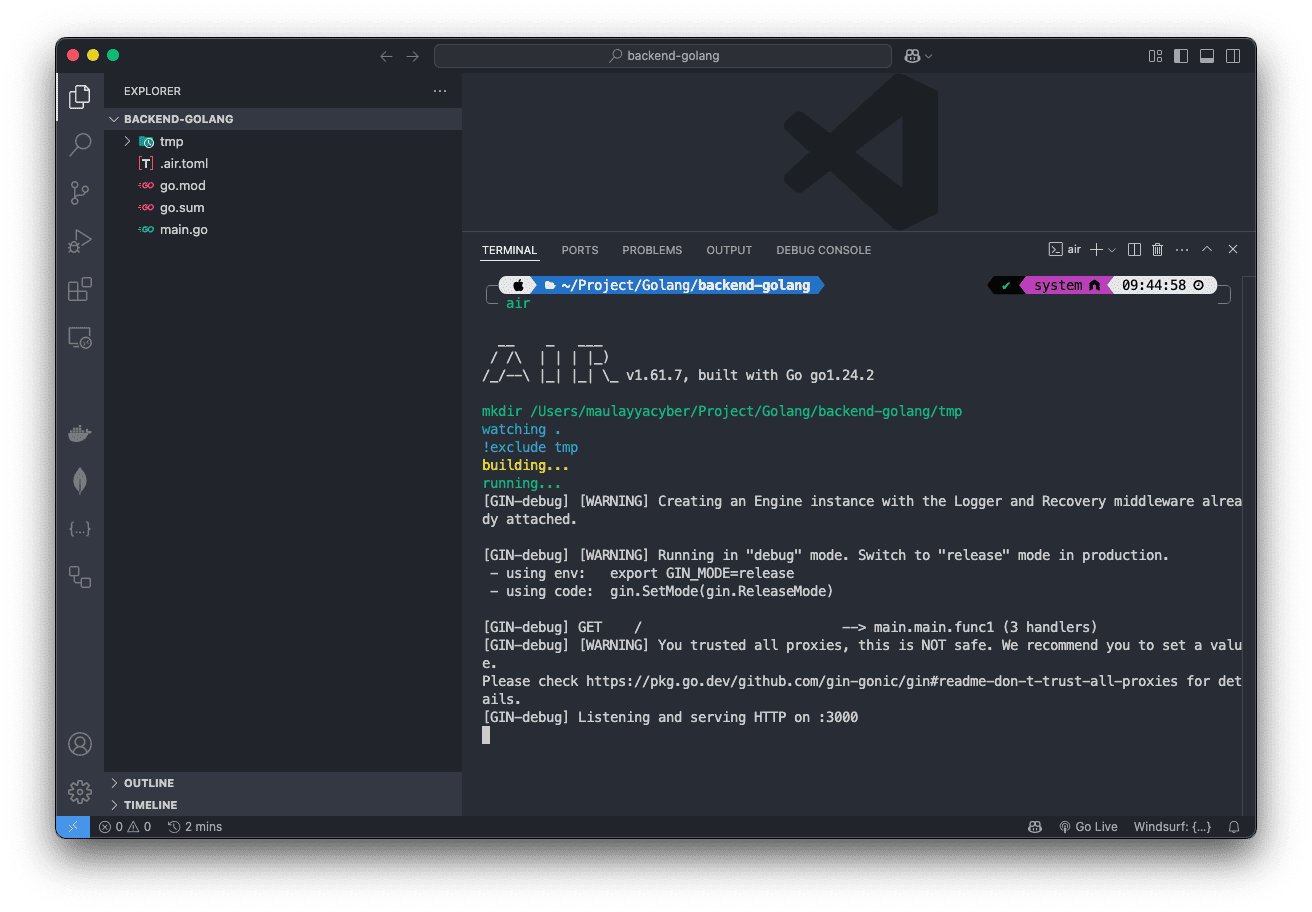 backend-golang
EXPLORER
BACKEND-GOLANG
tmp
.air.toml
go.mod
go.sum
main.go
OUTLINE
TIMELINE
TERMINAL PORTS PROBLEMS OUTPUT DEBUG CONSOLE air
~/Project/Golang/backend-golang system 09:44:58
air
v1.61.7, built with Go go1.24.2
mkdir /Users/maulayyacyber/Project/Golang/backend-golang/tmp
watching .
!exclude tmp
building...
running...
[GIN-debug] [WARNING] Creating an Engine instance with the Logger and Recovery middleware alrea
dy attached.
[GIN-debug] [WARNING] Running in "debug" mode. Switch to "release" mode in production.
- using env:   export GIN_MODE=release
- using code:  gin.SetMode(gin.ReleaseMode)
[GIN-debug] GET    /                         --> main.main.func1 (3 handlers)
[GIN-debug] [WARNING] You trusted all proxies, this is NOT safe. We recommend you to set a valu
e.
Please check https://pkg.go.dev/github.com/gin-gonic/gin#readme-don-t-trust-all-proxies for det
ails.
[GIN-debug] Listening and serving HTTP on :3000
0 0 2 mins Go Live Windsurf: {...}